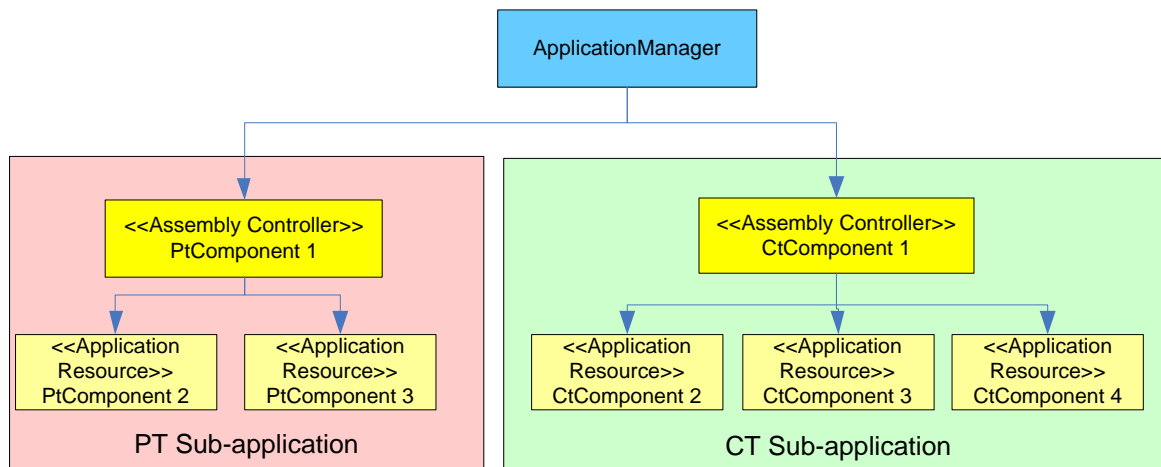 ApplicationManager
<<Assembly Controller>>
PtComponent 1
<<Application
Resource>>
PtComponent 2
<<Application
Resource>>
PtComponent 3
PT Sub-application
<<Assembly Controller>>
CtComponent 1
<<Application
Resource>>
CtComponent 2
<<Application
Resource>>
CtComponent 3
<<Application
Resource>>
CtComponent 4
CT Sub-application